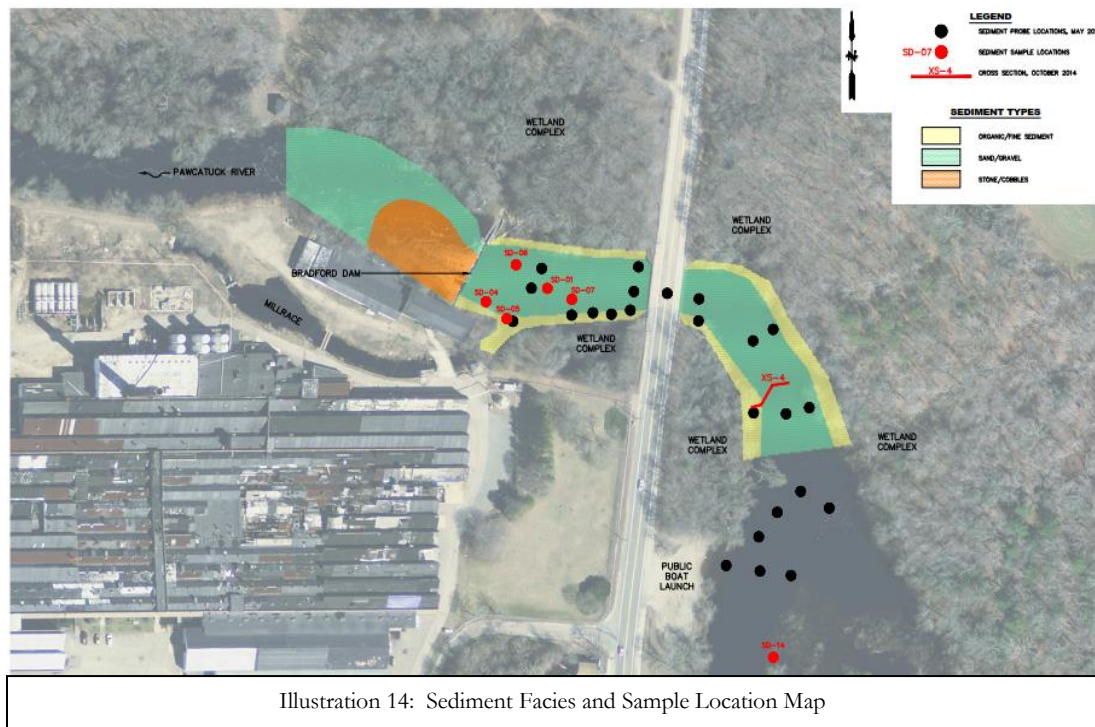 LEGEND
SEDIMENT PROBE LOCATIONS, MAY 20
SD-07
SEDIMENT SAMPLE LOCATIONS
XS-4
CROSS SECTION, OCTOBER 2014
N
SEDIMENT TYPES
ORGANIC/FINE SEDIMENT
SAND/GRAVEL
STONE/COBBLES
WETLAND
COMPLEX
PAWCATUCK RIVER
WETLAND
COMPLEX
WETLAND
COMPLEX
BRADFORD DAM
SD-01
SD-07
SD-04
SD-05
MILLRACE
WETLAND
COMPLEX
XS-4
WETLAND
COMPLEX
WETLAND
COMPLEX
PUBLIC
BOAT
LAUNCH
SD-14
Illustration 14: Sediment Facies and Sample Location Map